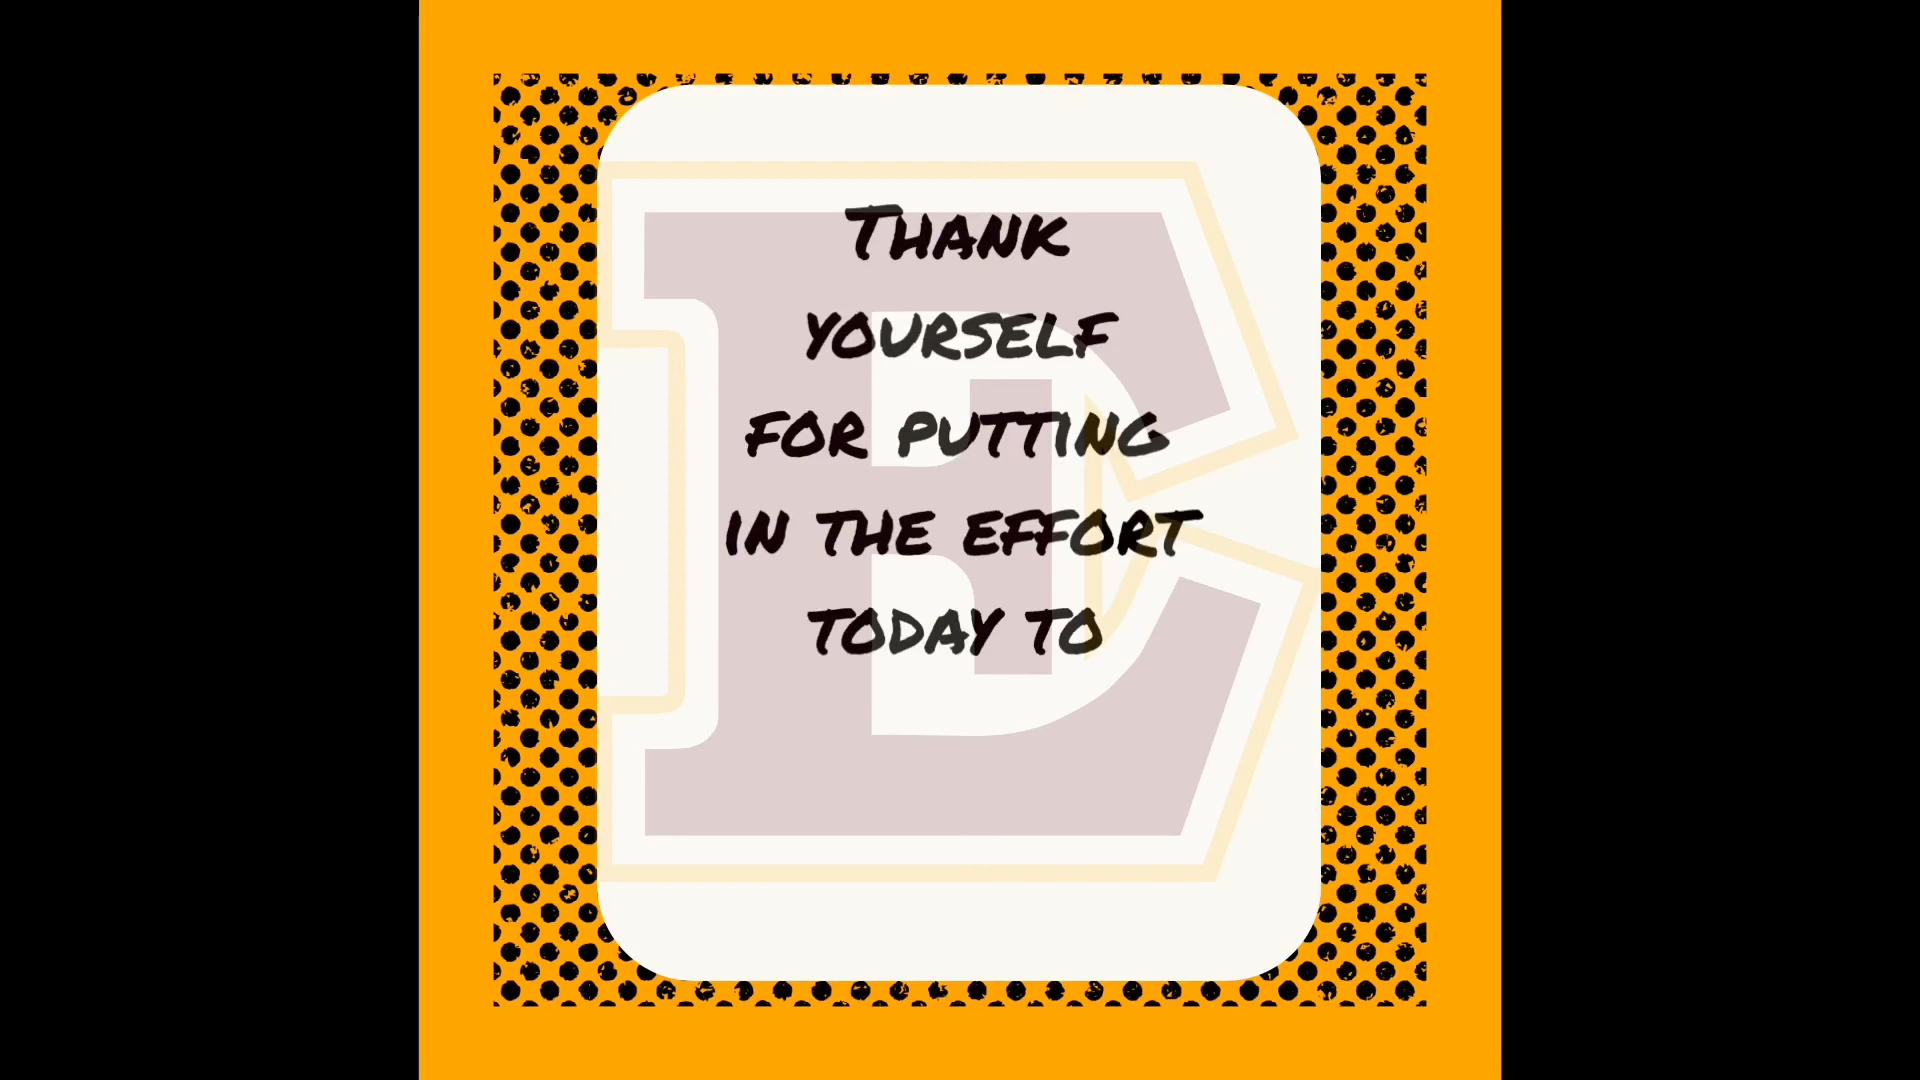 Thank
yourself
for putting
in the effort
today to